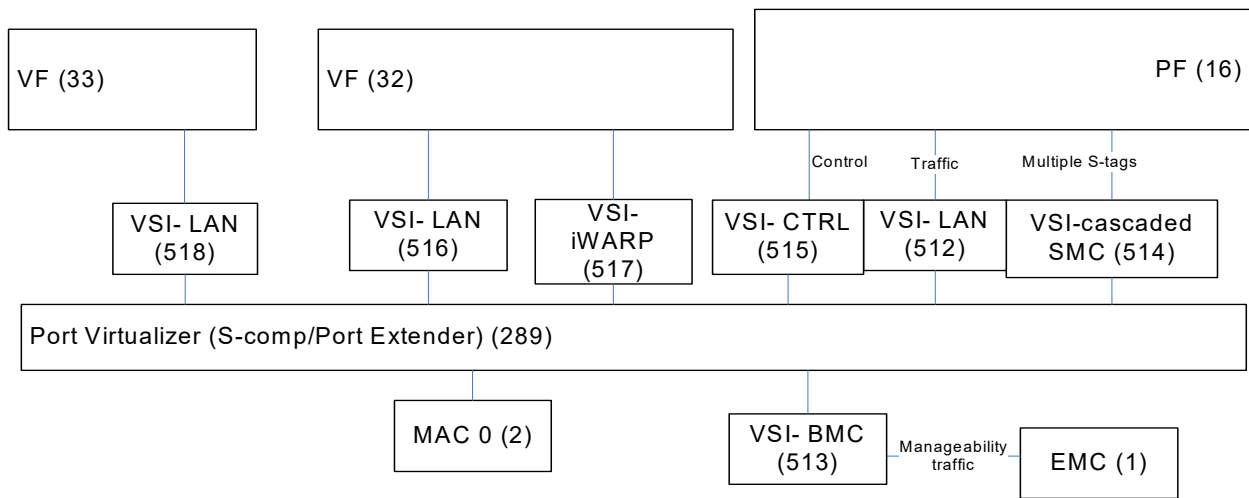 VF (33)
VF (32)
PF (16)
Control
Traffic
Multiple S-tags
VSI- LAN
(518)
VSI- LAN
(516)
VSI-
iWARP
(517)
VSI- CTRL
(515)
VSI- LAN
(512)
VSI-cascaded
SMC (514)
Port Virtualizer (S-comp/Port Extender) (289)
MAC 0 (2)
VSI- BMC
(513)
Manageability
traffic
EMC (1)